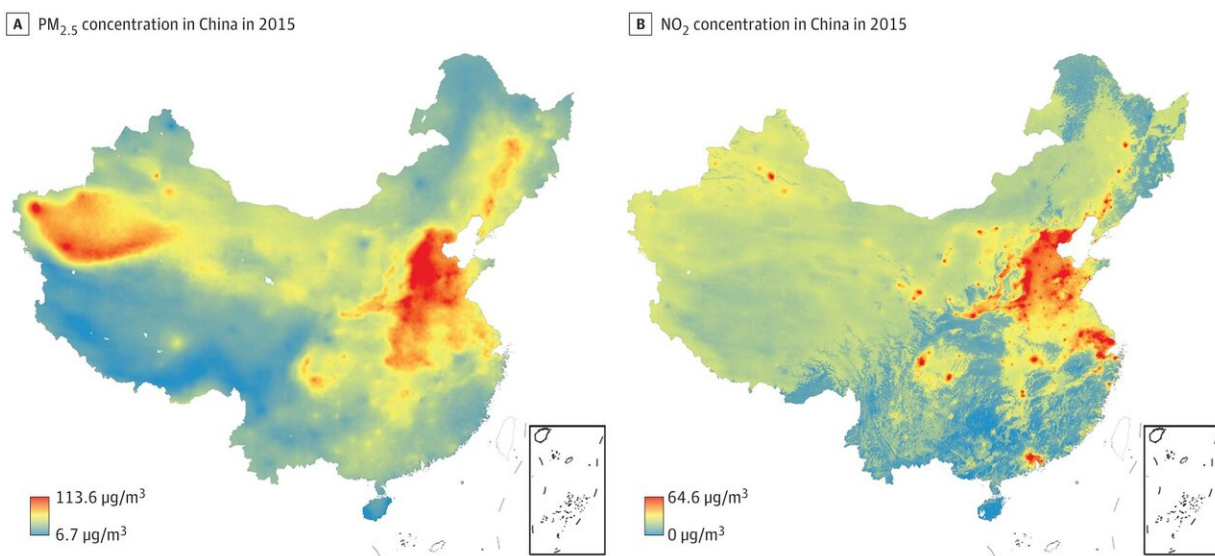 A PM₂.₅ concentration in China in 2015
113.6 μg/m³
6.7 μg/m³
B NO₂ concentration in China in 2015
64.6 μg/m³
0 μg/m³